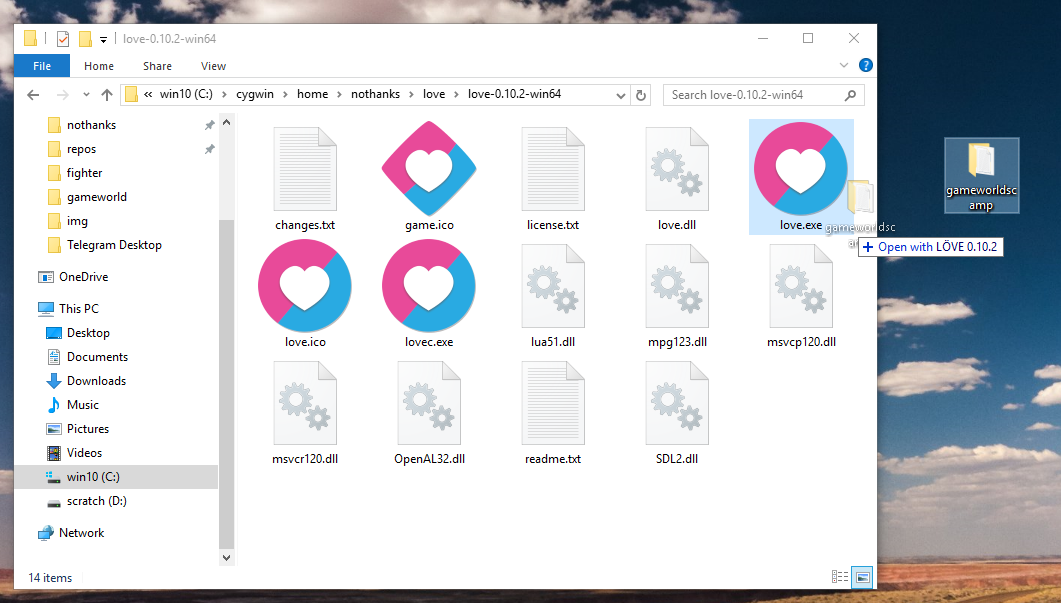 love-0.10.2-win64
File
Home
Share
View
« win10 (C:) > cygwin > home > nothanks > love > love-0.10.2-win64
Search love-0.10.2-win64
nothanks
repos
fighter
gameworld
img
Telegram Desktop
OneDrive
This PC
Desktop
Documents
Downloads
Music
Pictures
Videos
win10 (C:)
scratch (D:)
Network
changes.txt
game.ico
license.txt
love.dll
love.exe
love.ico
lovec.exe
lua51.dll
mpg123.dll
msvcp120.dll
msvcr120.dll
OpenAL32.dll
readme.txt
SDL2.dll
gameworldsc
+ Open with LÖVE 0.10.2
gameworldsc
amp
14 items